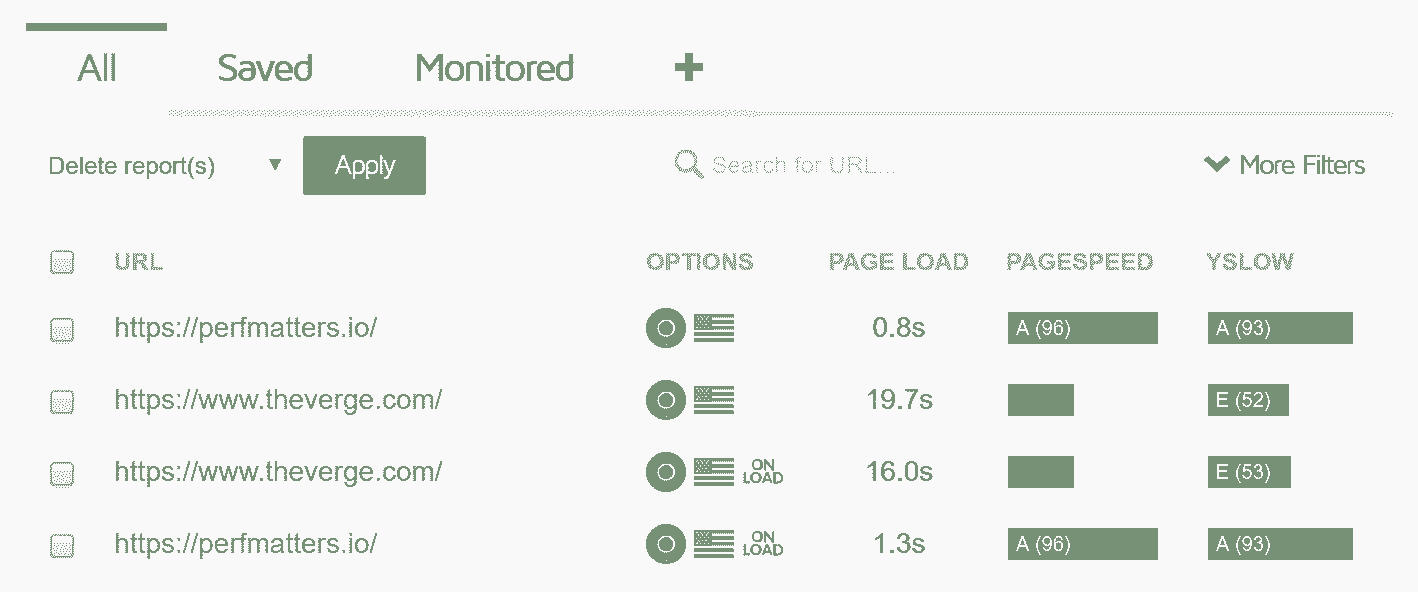 All Saved Monitored +
Delete report(s) ▼ Apply Search for URL... More Filters
URL OPTIONS PAGE LOAD PAGESPEED YSLOW
https://perfmatters.io/ 0.8s A (96) A (93)
https://www.theverge.com/ 19.7s E (52)
https://www.theverge.com/ ON LOAD 16.0s E (53)
https://perfmatters.io/ ON LOAD 1.3s A (96) A (93)